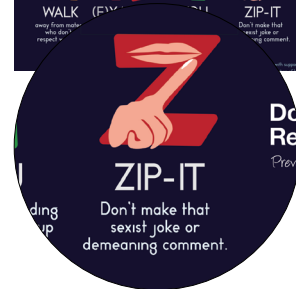 WALK
away from
who don't
respect
ZIP-IT
Don't make that
sexist joke or
demeaning comment.
Z
ZIP-IT
Don't make that
sexist joke or
demeaning comment.
ding
up
Do
Re
Prev